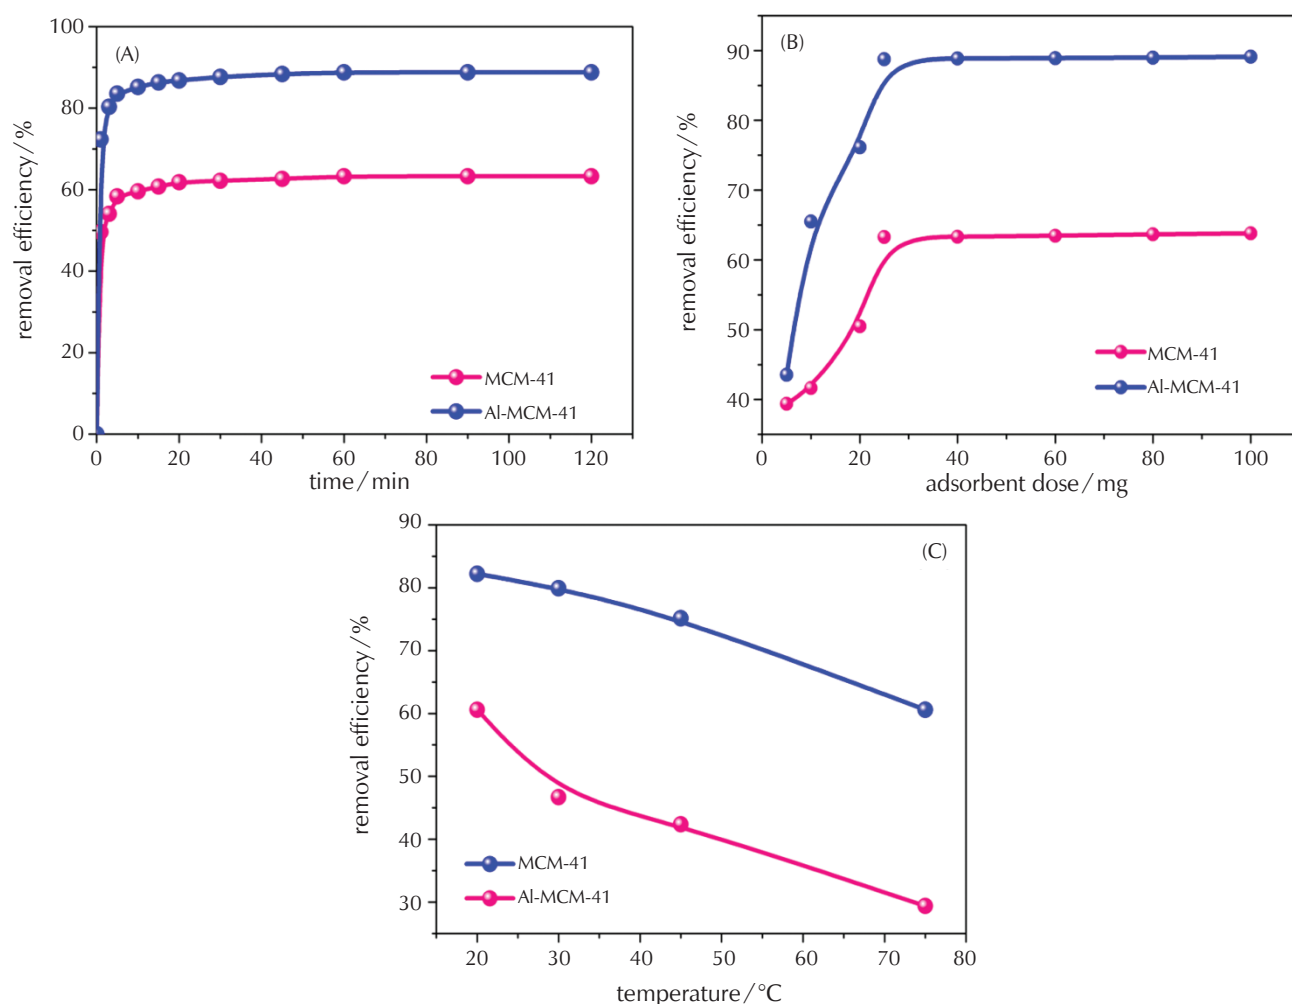 (A)
100
80
60
40
20
0
removal efficiency / %
MCM-41
Al-MCM-41
0 20 40 60 80 100 120
time / min
(B)
90
80
70
60
50
40
removal efficiency / %
MCM-41
Al-MCM-41
0 20 40 60 80 100
adsorbent dose / mg
(C)
90
80
70
60
50
40
30
removal efficiency / %
MCM-41
Al-MCM-41
20 30 40 50 60 70 80
temperature / °C